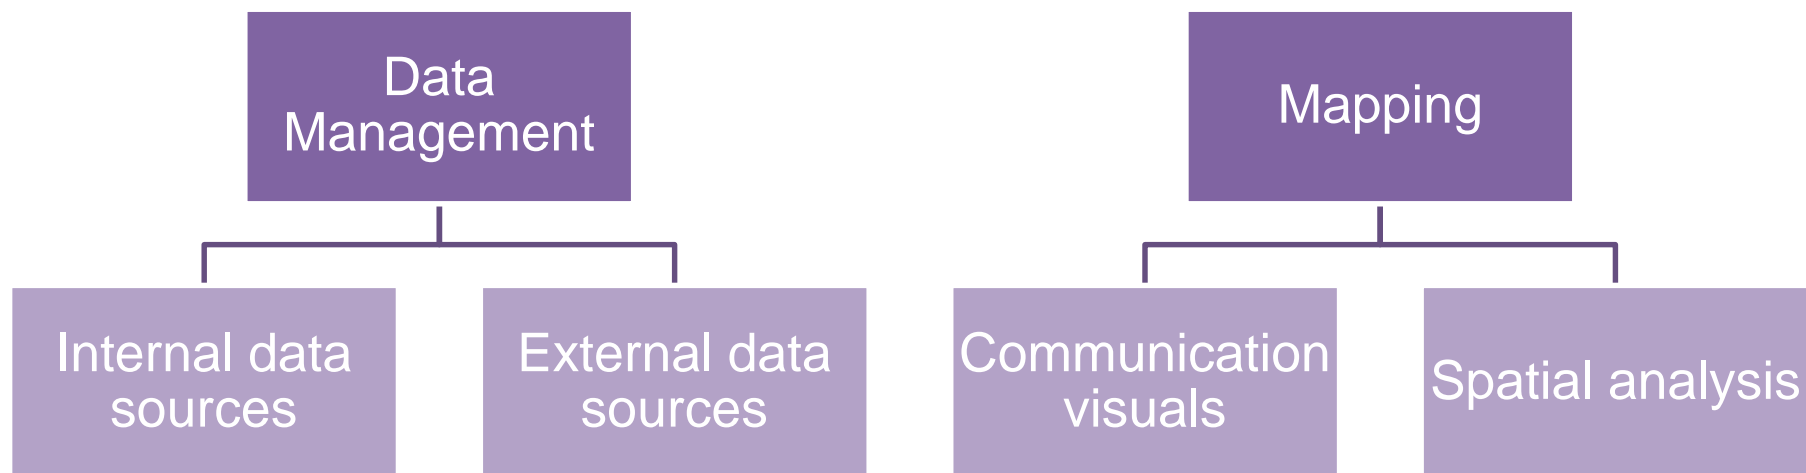 Data
Management
Mapping
Internal data
sources
External data
sources
Communication
visuals
Spatial analysis